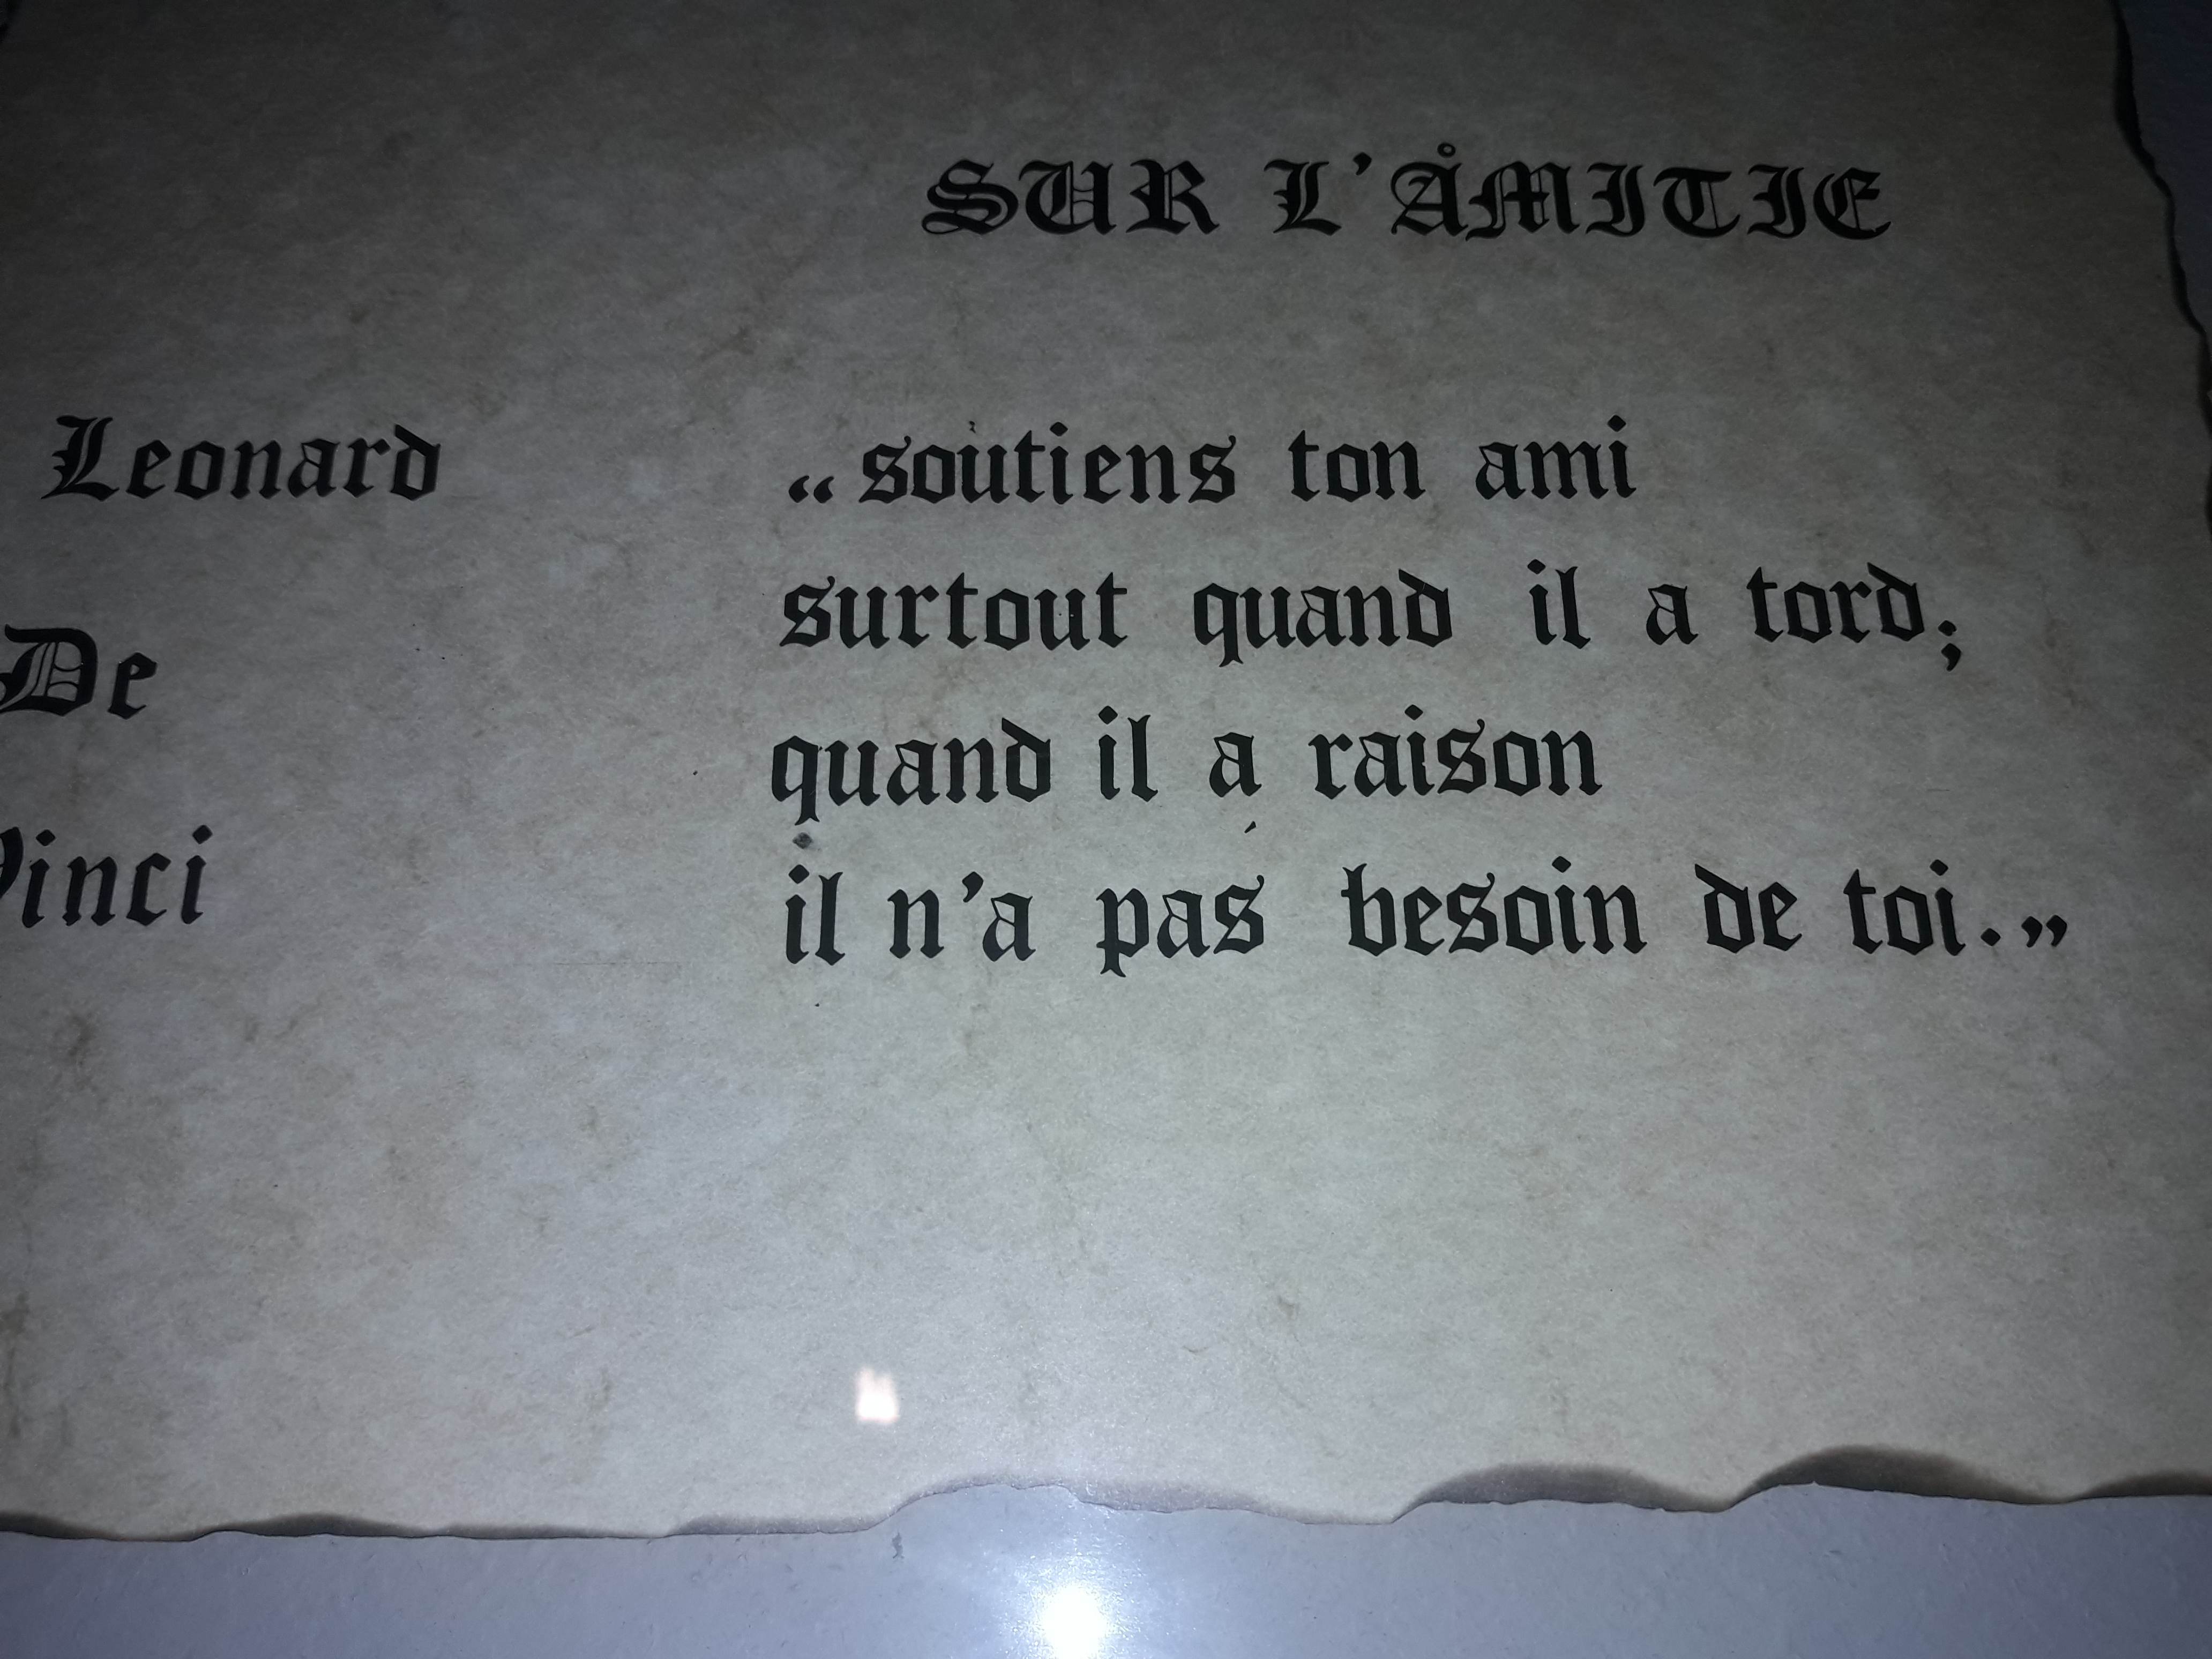 SUR L'ÅMITIE
Leonard
De
Vinci
“soutiens ton ami
surtout quand il a tord;
quand il a raison
il n'a pas besoin de toi.”